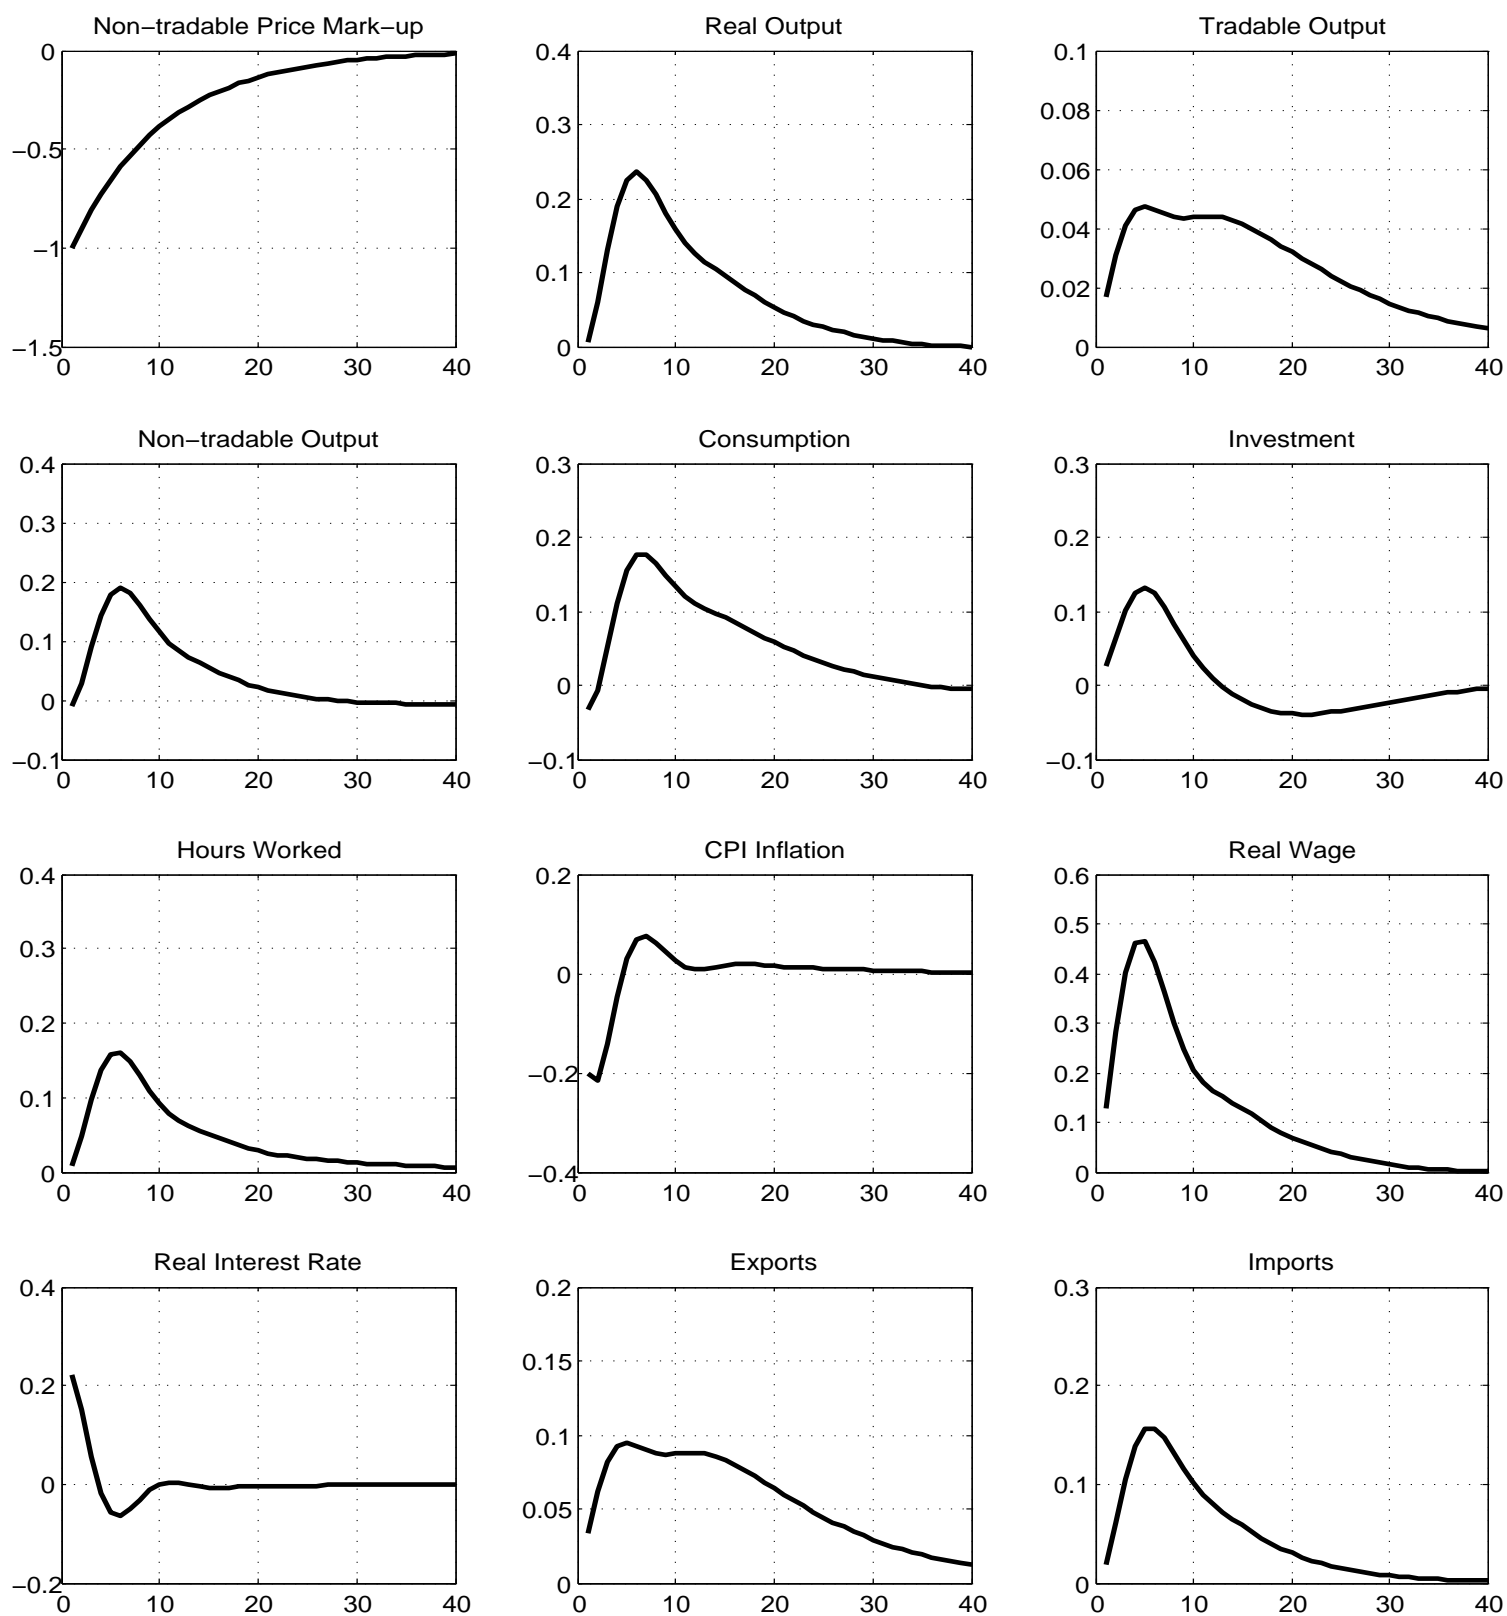 Non−tradable Price Mark−up
0
−0.5
−1
−1.5
0 10 20 30 40
Real Output
0.4
0.3
0.2
0.1
0
0 10 20 30 40
Tradable Output
0.1
0.08
0.06
0.04
0.02
0
0 10 20 30 40
Non−tradable Output
0.4
0.3
0.2
0.1
0
−0.1
0 10 20 30 40
Consumption
0.3
0.2
0.1
0
−0.1
0 10 20 30 40
Investment
0.3
0.2
0.1
0
−0.1
0 10 20 30 40
Hours Worked
0.4
0.3
0.2
0.1
0
0 10 20 30 40
CPI Inflation
0.2
0
−0.2
−0.4
0 10 20 30 40
Real Wage
0.6
0.5
0.4
0.3
0.2
0.1
0
0 10 20 30 40
Real Interest Rate
0.4
0.2
0
−0.2
0 10 20 30 40
Exports
0.2
0.15
0.1
0.05
0
0 10 20 30 40
Imports
0.3
0.2
0.1
0
0 10 20 30 40